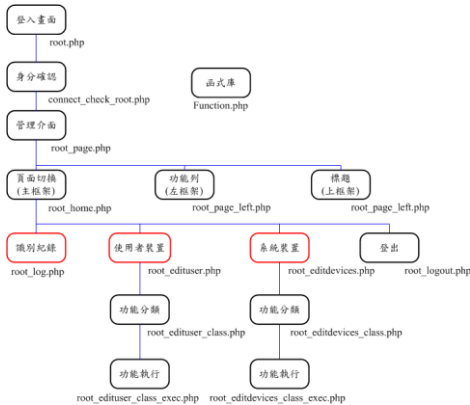 登入畫面
root.php
身分確認
connect_check_root.php
函式庫
Function.php
管理介面
root_page.php
頁面切換
(主框架)
root_home.php
功能列
(左框架)
root_page_left.php
標題
(上框架)
root_page_left.php
識別紀錄
root_log.php
使用者裝置
root_edituser.php
系統裝置
root_editdevices.php
登出
root_logout.php
功能分類
root_edituser_class.php
功能分類
root_editdevices_class.php
功能執行
root_edituser_class_exec.php
功能執行
root_editdevices_class_exec.php